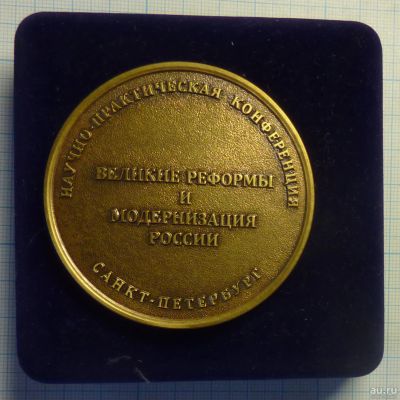 НАУЧНО-ПРАКТИЧЕСКАЯ КОНФЕРЕНЦИЯ
ВЕЛИКИЕ РЕФОРМЫ
И
МОДЕРНИЗАЦИЯ
РОССИИ
САНКТ-ПЕТЕРБУРГ
au.ru